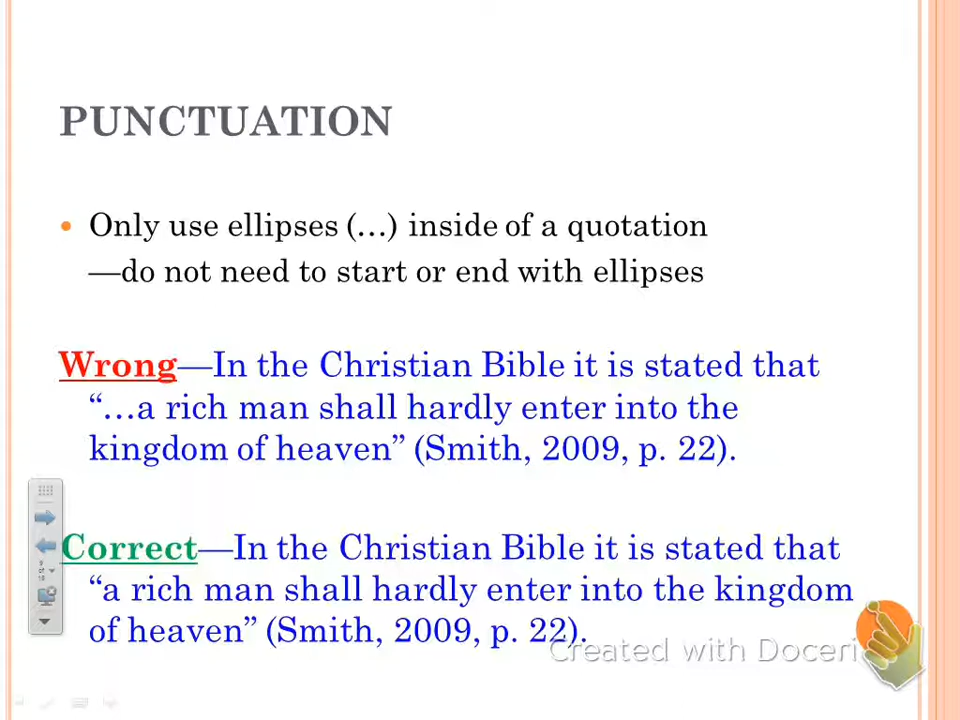 PUNCTUATION
• Only use ellipses (…) inside of a quotation
—do not need to start or end with ellipses
Wrong—In the Christian Bible it is stated that
“…a rich man shall hardly enter into the
kingdom of heaven” (Smith, 2009, p. 22).
Correct—In the Christian Bible it is stated that
“a rich man shall hardly enter into the kingdom
of heaven” (Smith, 2009, p. 22).
Created with Doceri